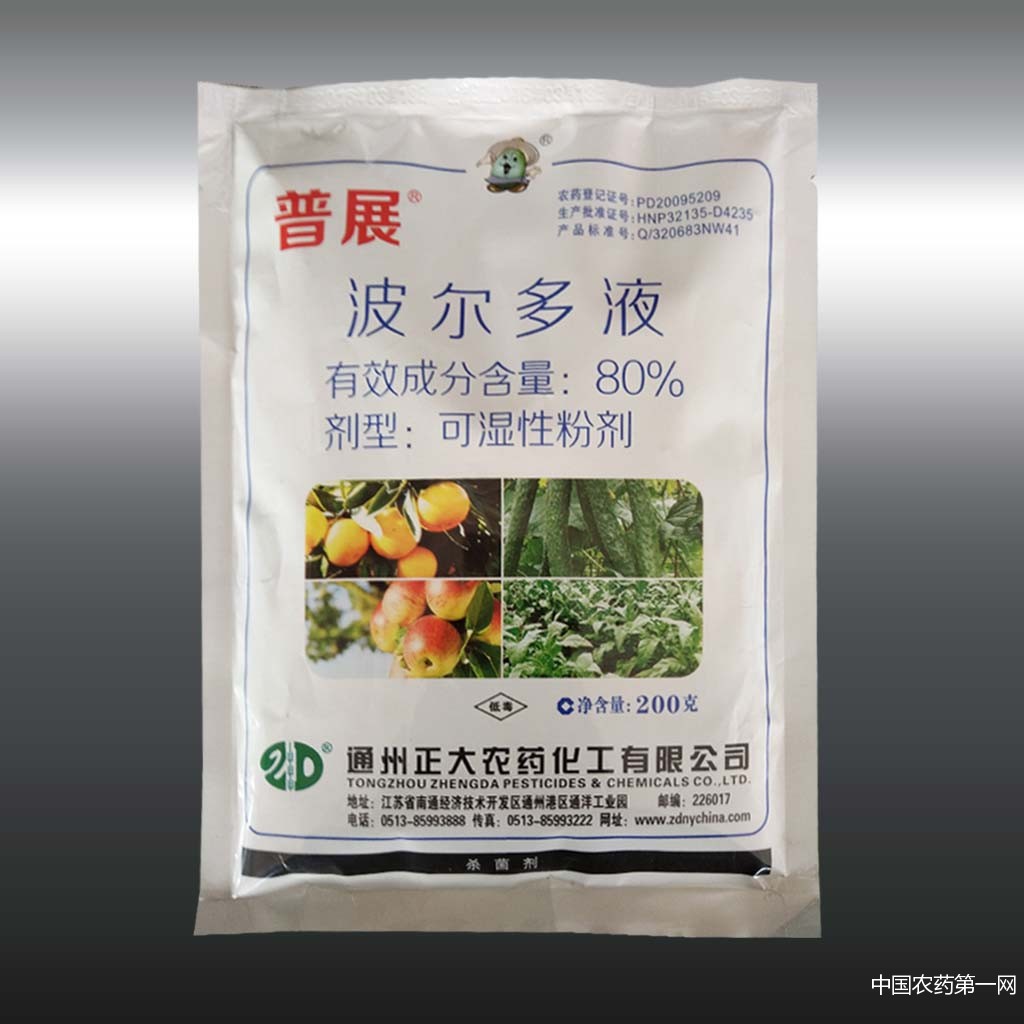 普展®
®
农药登记证号:PD20095209
生产批准证号:HNP32135-D4235
产品标准号:Q/320683NW41
波尔多液
有效成分含量：80%
剂型：可湿性粉剂
低毒
净含量:200克
ZD®
通州正大农药化工有限公司
TONGZHOU ZHENGDA PESTICIDES & CHEMICALS CO.,LTD.
地址：江苏省南通经济技术开发区通州港区通洋工业园 邮编：226017
电话：0513-85993888 传真：0513-85993222 网址：www.zdnychina.com
杀菌剂
中国农药第一网